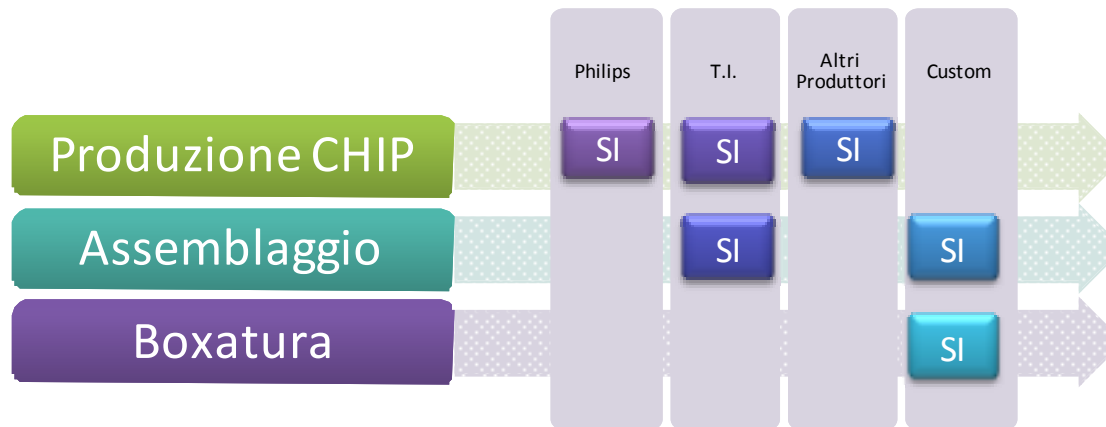 Philips
T.I.
Altri
Produttori
Custom
Produzione CHIP
SI
SI
SI
Assemblaggio
SI
SI
Boxatura
SI